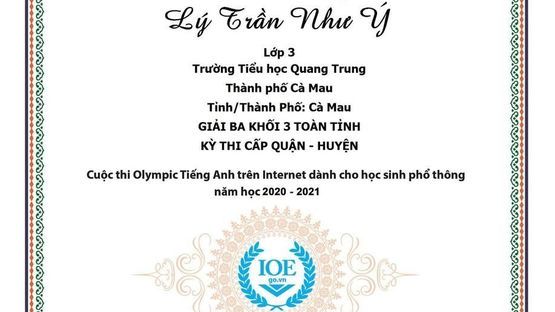 Lý Trần Như Ý
Lớp 3
Trường Tiểu học Quang Trung
Thành phố Cà Mau
Tỉnh/Thành Phố: Cà Mau
GIẢI BA KHỐI 3 TOÀN TỈNH
KỲ THI CẤP QUẬN - HUYỆN
Cuộc thi Olympic Tiếng Anh trên Internet dành cho học sinh phổ thông
năm học 2020 - 2021
IOE
go.vn